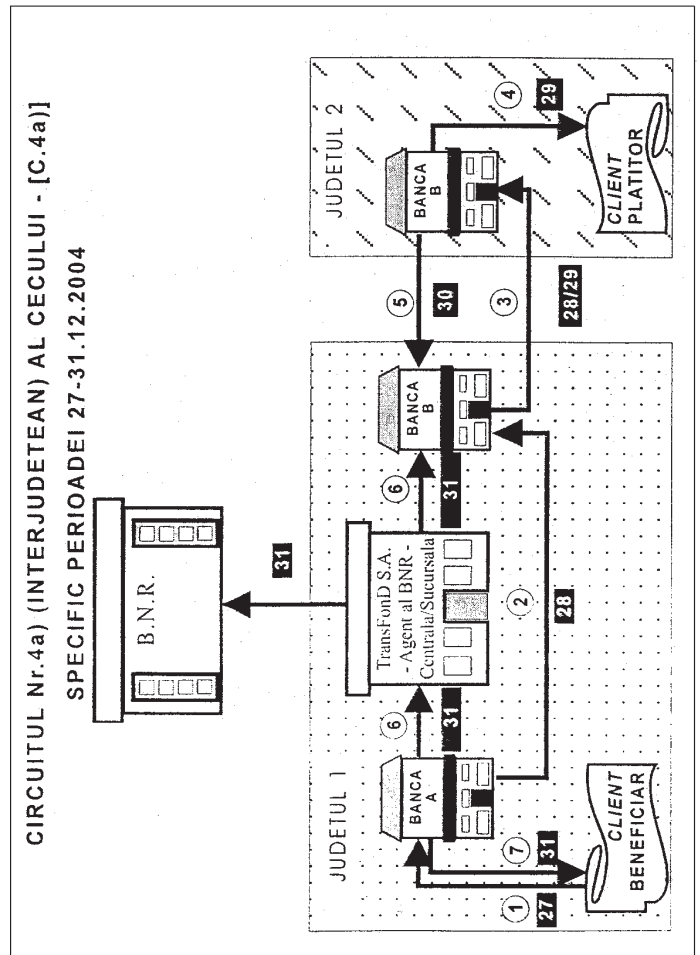 CIRCUITUL Nr.4a) (INTERJUDETEAN) AL CECULUI - [C.4a)]
SPECIFIC PERIOADEI 27-31.12.2004
B.N.R.
31
JUDETUL 1
BANCA
A
6
31
TransFonD S.A.
- Agent al BNR -
Centrala/Sucursala
6
31
BANCA
B
5
30
JUDETUL 2
BANCA
B
4
29
3
28/29
2
28
1
27
7
31
CLIENT
BENEFICIAR
CLIENT
PLATITOR